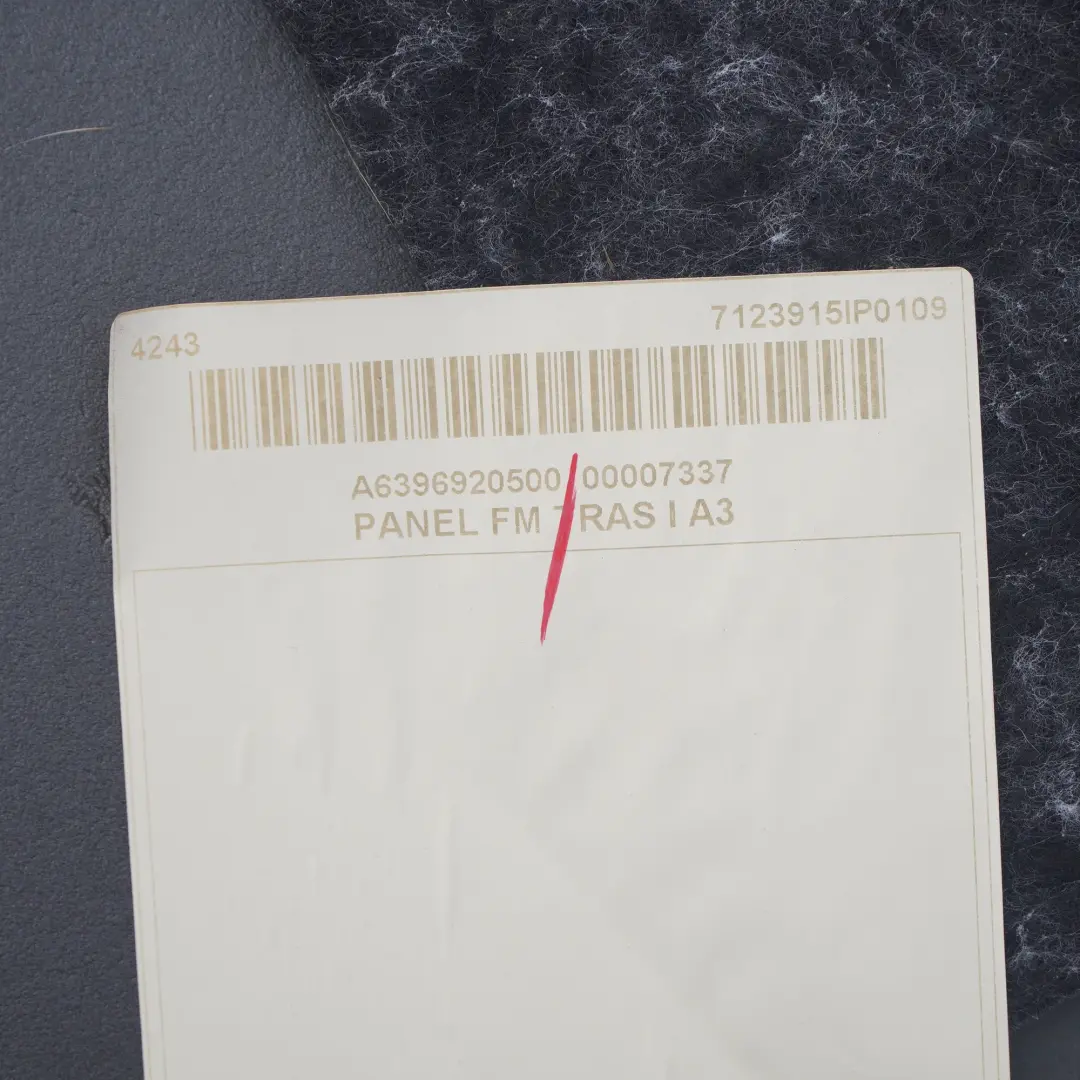 4243 7123915IP0109
A6396920500 00007337
PANEL FM TRAS I A3